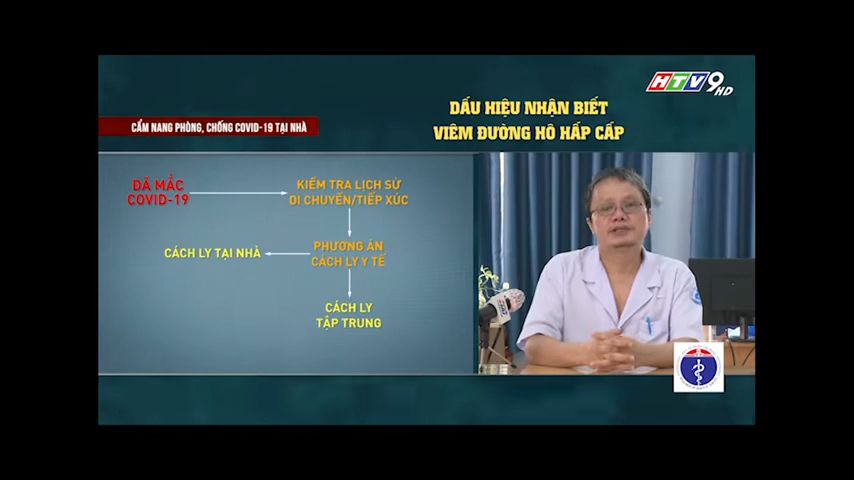 HTV9
HD
DẤU HIỆU NHẬN BIẾT
VIÊM ĐƯỜNG HÔ HẤP CẤP
CẨM NANG PHÒNG, CHỐNG COVID-19 TẠI NHÀ
ĐÃ MẮC
COVID-19
KIỂM TRA LỊCH SỬ
DI CHUYỂN/TIẾP XÚC
CÁCH LY TẠI NHÀ
PHƯƠNG ÁN
CÁCH LY Y TẾ
CÁCH LY
TẬP TRUNG